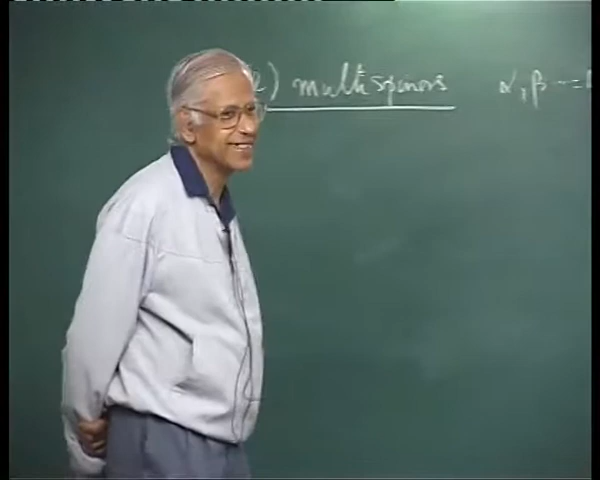 e) multispinors α, β --=